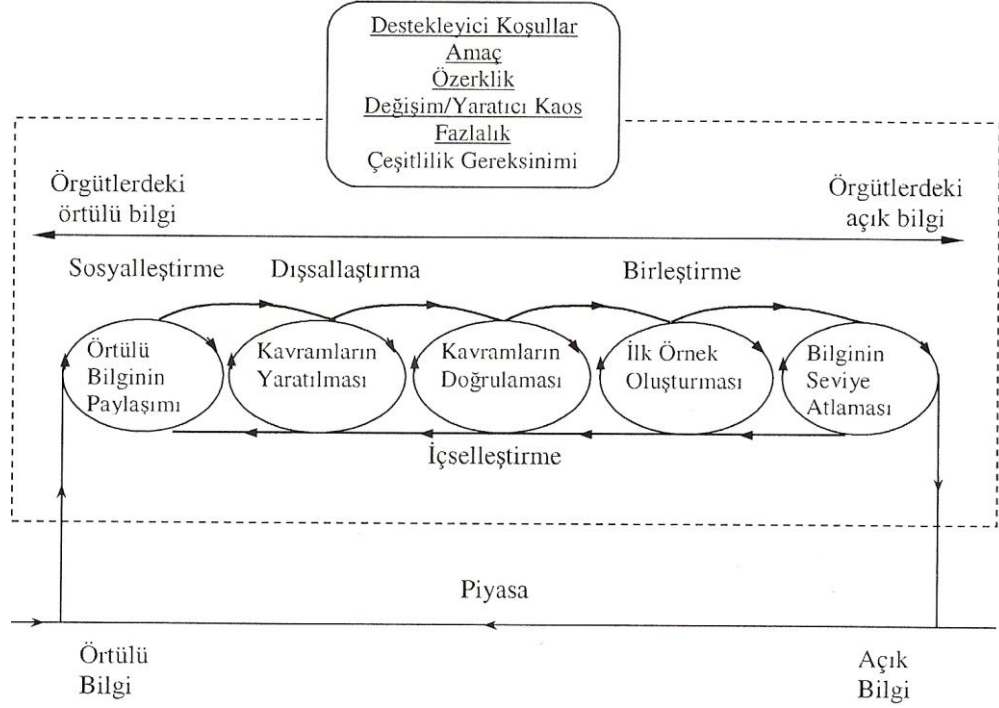 Destekleyici Koşullar
Amaç
Özerklik
Değişim/Yaratıcı Kaos
Fazlalık
Çeşitlilik Gereksinimi
Örgütlerdeki
örtülü bilgi
Örgütlerdeki
açık bilgi
Sosyalleştirme
Dışsallaştırma
Birleştirme
Örtülü
Bilginin
Paylaşımı
Kavramların
Yaratılması
Kavramların
Doğrulaması
İlk Örnek
Oluşturması
Bilginin
Seviye
Atlaması
İçselleştirme
Piyasa
Örtülü
Bilgi
Açık
Bilgi